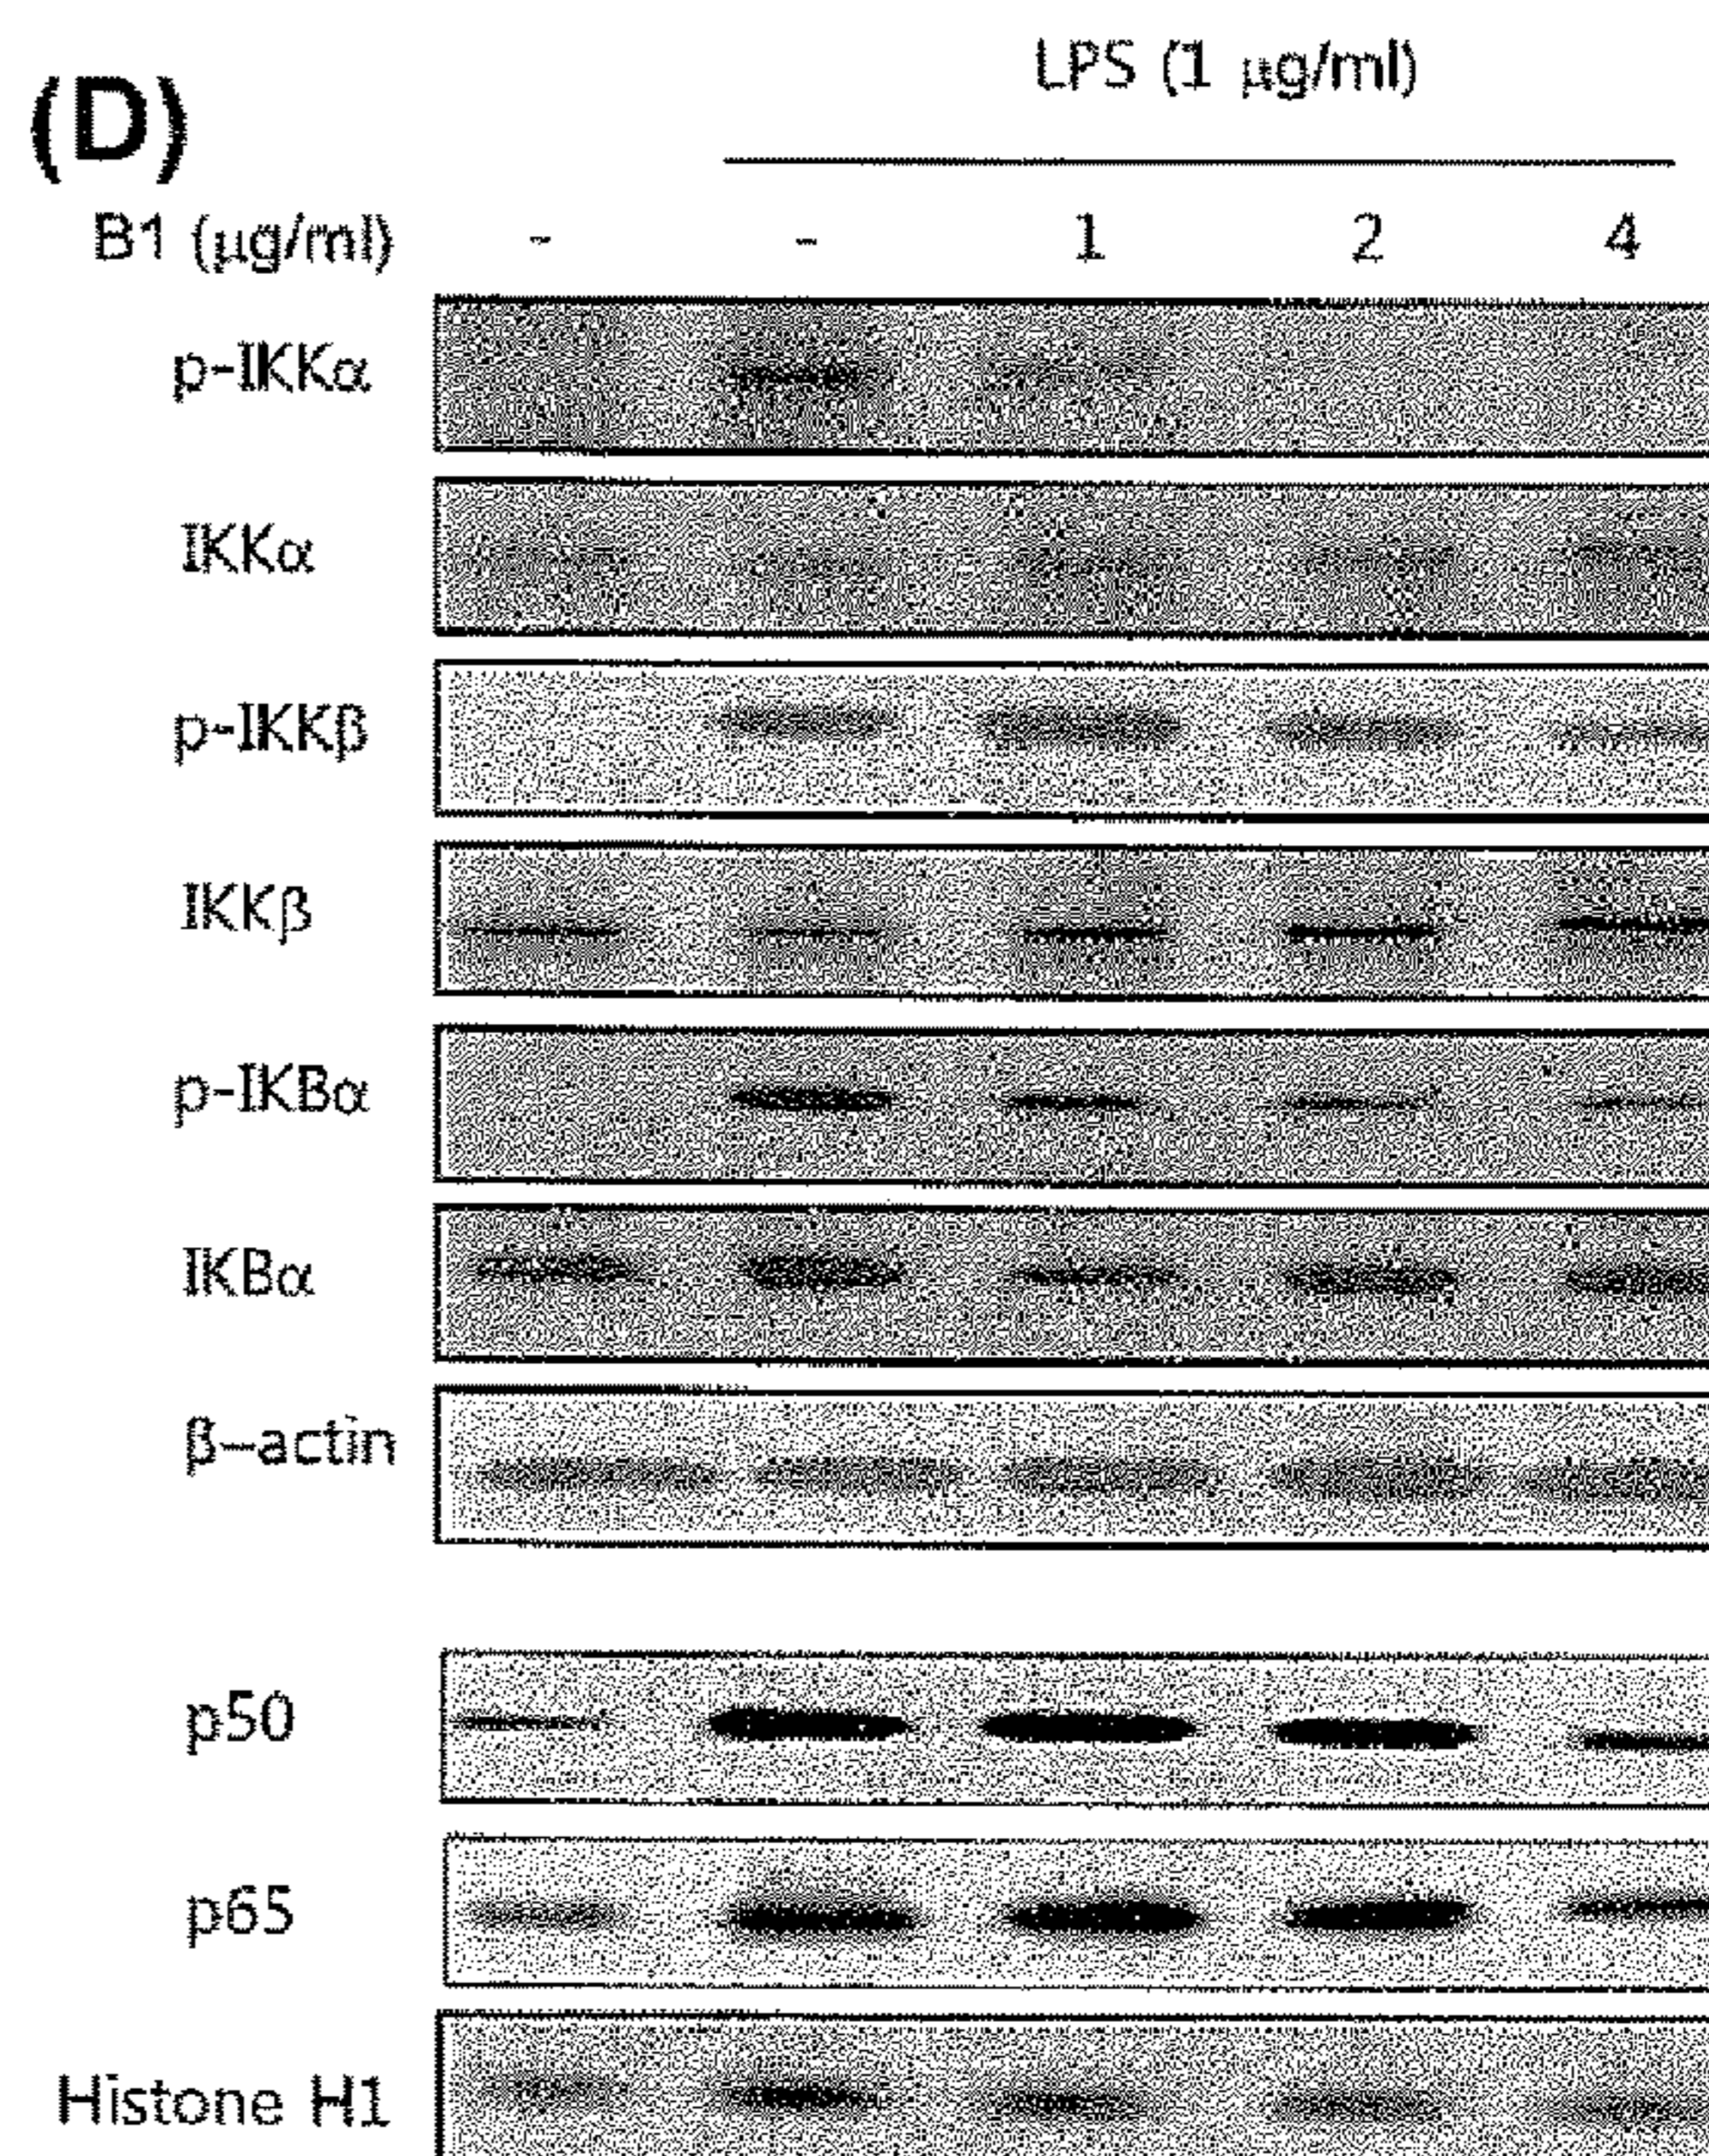 LPS (1 µg/ml)
(D)
B1 (µg/ml) - - 1 2 4
p-IKKα
IKKα
p-IKKβ
IKKβ
p-IKBα
IKBα
β-actin
p50
p65
Histone H1